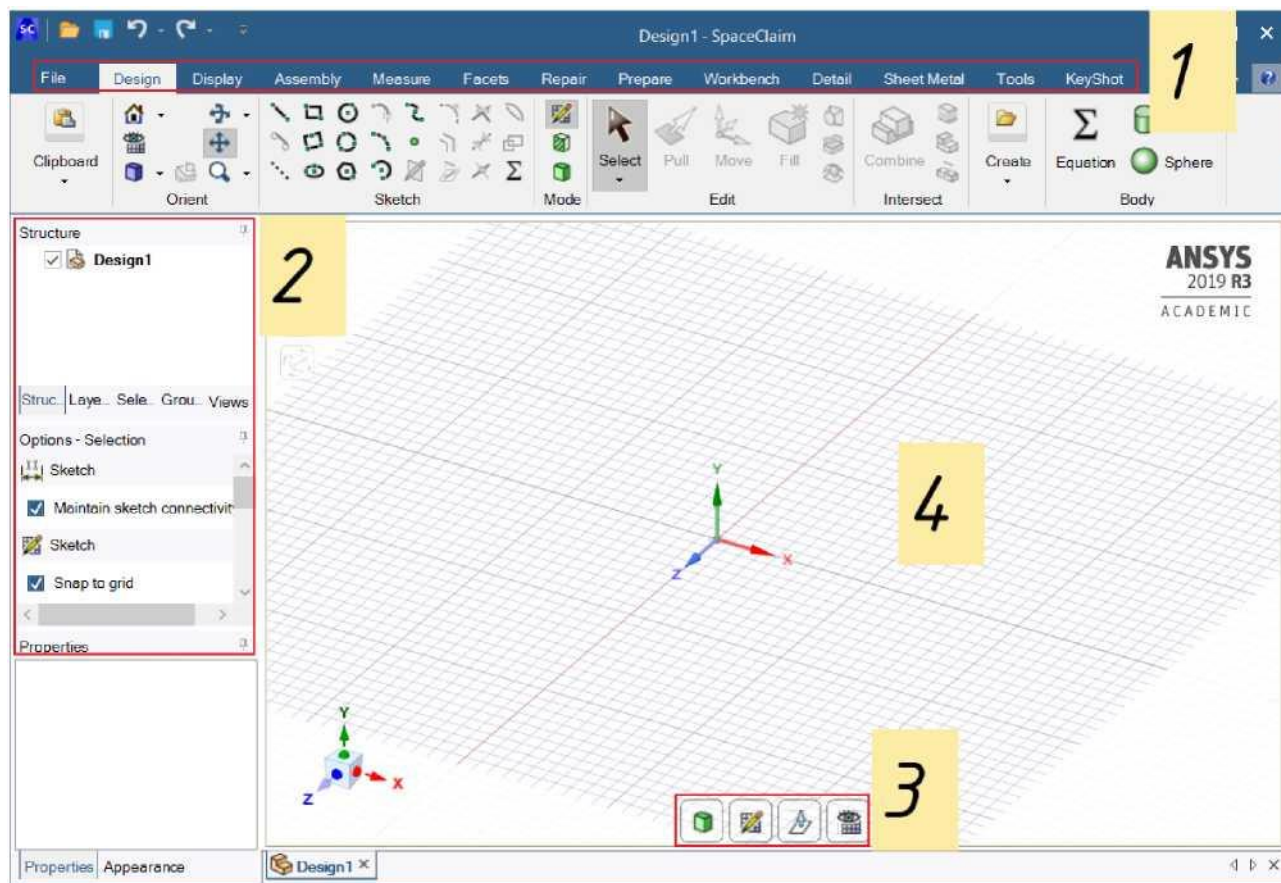 SC
Design1 - SpaceClaim
1
File Design Display Assembly Measure Facets Repair Prepare Workbench Detail Sheet Metal Tools KeyShot
Clipboard
Select Pull Move Fill Combine Create Equation Sphere
Orient Sketch Mode Edit Intersect Body
Structure
Design1
2
ANSYS
2019 R3
ACADEMIC
Struc... Laye... Sele... Grou... Views
Options - Selection
Sketch
Maintain sketch connectivit
Sketch
Snap to grid
Properties
4
Y
X
Z
Y
X
Z
3
Properties Appearance
Design1